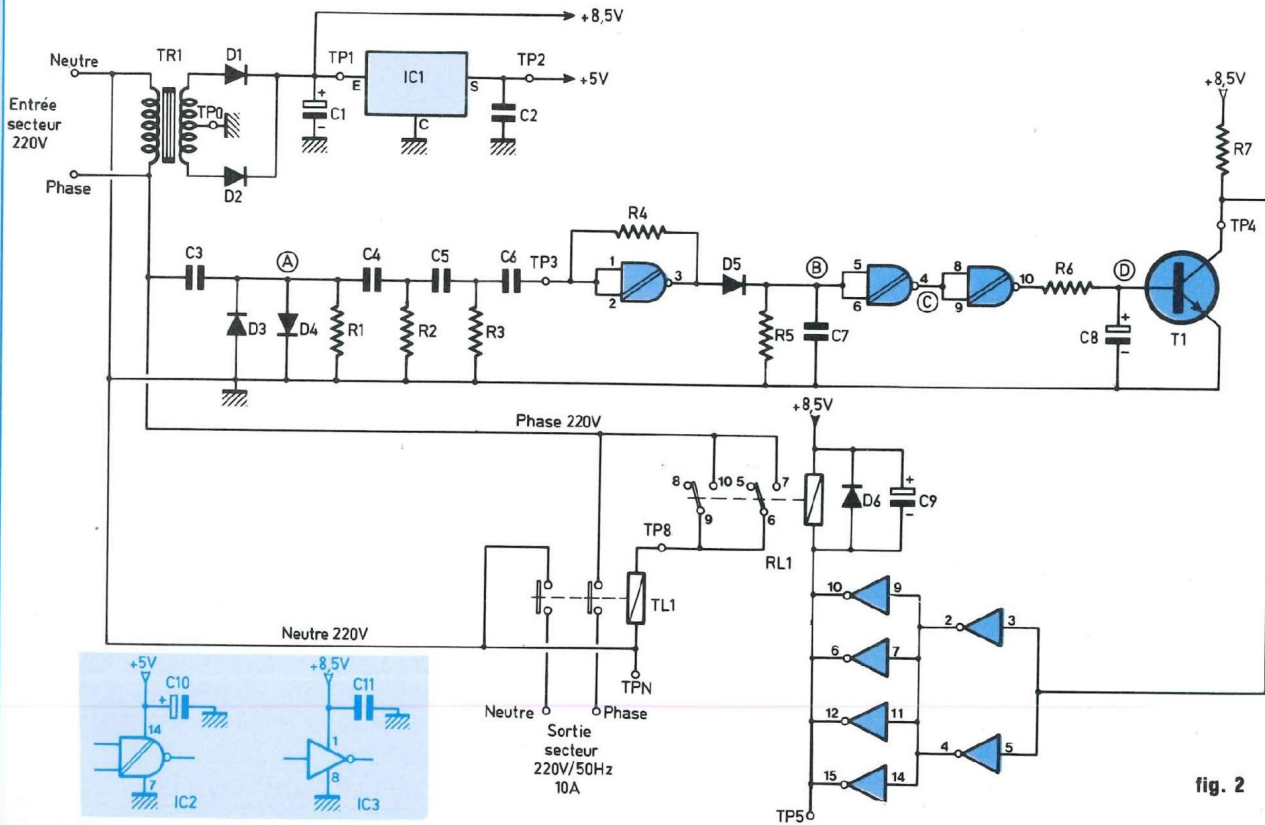 +8,5V
Neutre
TR1
D1
TP1
E
IC1
S
TP2
+5V
Entrée
secteur
220V
TP0
+
C1
-
C
C2
+8,5V
Phase
D2
R7
R4
TP4
C3
A
C4
C5
C6
TP3
1
2
3
D5
B
5
6
4
C
8
9
10
R6
D
D3
D4
R1
R2
R3
R5
C7
+
C8
-
T1
Phase 220V
+8,5V
8
10
5
7
9
6
D6
+
C9
-
TP8
RL1
TL1
10
9
2
3
6
7
Neutre 220V
TPN
12
11
4
5
15
14
TP5
+5V
+
C10
14
7
IC2
+8,5V
C11
1
8
IC3
Neutre
Phase
Sortie
secteur
220V/50Hz
10A
fig. 2